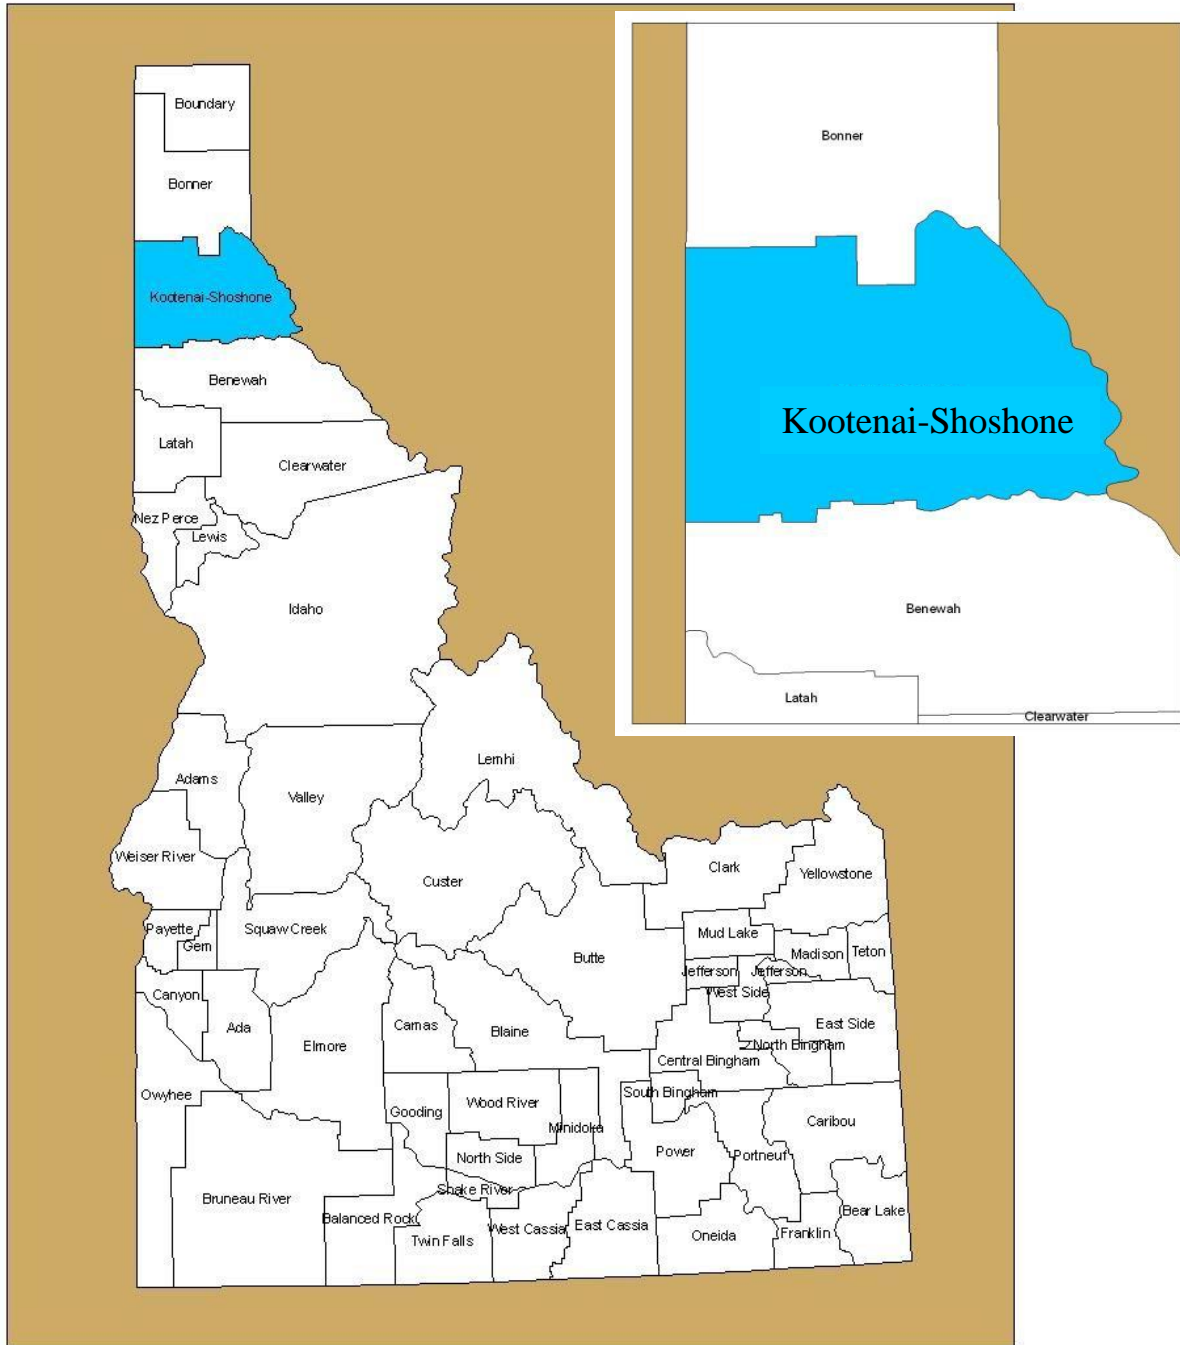 Boundary
Bonner
Kootenai-Shoshone
Benewah
Latah
Clearwater
Nez Perce
Lewis
Idaho
Lemhi
Adams
Valley
Weiser River
Custer
Clark
Yellowstone
Payette
Gem
Squaw Creek
Butte
Mud Lake
Madison
Teton
Jefferson
Jefferson
West Side
Canyon
Ada
Elmore
Camas
Blaine
East Side
North Bingham
Central Bingham
South Bingham
Owyhee
Gooding
Wood River
Minidoka
Caribou
North Side
Power
Portneuf
Snake River
Bruneau River
Balanced Rock
Twin Falls
West Cassia
East Cassia
Oneida
Franklin
Bear Lake
Bonner
Kootenai-Shoshone
Benewah
Latah
Clearwater